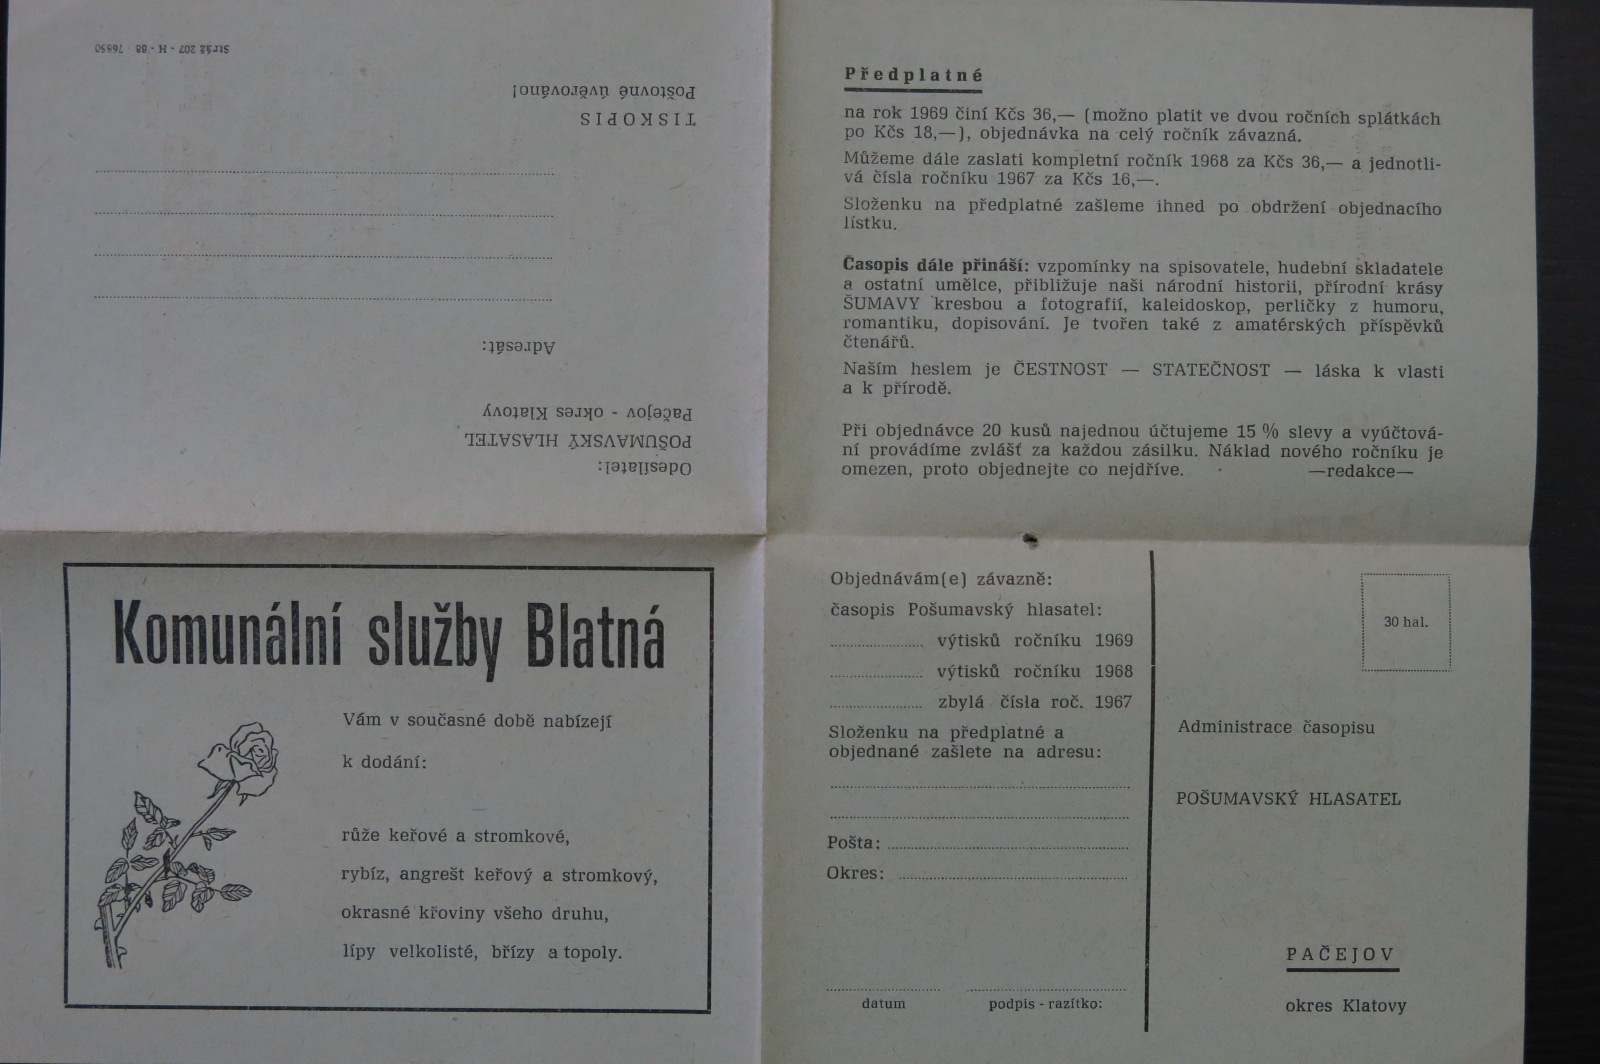 Stráž 207 - H - 68 - 76850
Poštovné úvěrováno!
TISKOPIS
Adresát:
Pačejov - okres Klatovy
POŠUMAVSKÝ HLASATEL
Odesílatel:
Předplatné
na rok 1969 činí Kčs 36,— (možno platit ve dvou ročních splátkách
po Kčs 18,—), objednávka na celý ročník závazná.
Můžeme dále zaslati kompletní ročník 1968 za Kčs 36,— a jednotli-
vá čísla ročníku 1967 za Kčs 16,—.
Složenku na předplatné zašleme ihned po obdržení objednacího
lístku.
Časopis dále přináší: vzpomínky na spisovatele, hudební skladatele
a ostatní umělce, přibližuje naši národní historii, přírodní krásy
ŠUMAVY kresbou a fotografií, kaleidoskop, perličky z humoru,
romantiku, dopisování. Je tvořen také z amatérských příspěvků
čtenářů.
Naším heslem je ČESTNOST — STATEČNOST — láska k vlasti
a k přírodě.
Při objednávce 20 kusů najednou účtujeme 15 % slevy a vyúčtová-
ní provádíme zvlášť za každou zásilku. Náklad nového ročníku je
omezen, proto objednejte co nejdříve. —redakce—
Komunální služby Blatná
Vám v současné době nabízejí
k dodání:
růže keřové a stromkové,
rybíz, angrešt keřový a stromkový,
okrasné křoviny všeho druhu,
lípy velkolisté, břízy a topoly.
Objednávám(e) závazně:
časopis Pošumavský hlasatel:
výtisků ročníku 1969
výtisků ročníku 1968
zbylá čísla roč. 1967
Složenku na předplatné a
objednané zašlete na adresu:
Pošta:
Okres:
datum podpis - razítko:
30 hal.
Administrace časopisu
POŠUMAVSKÝ HLASATEL
PAČEJOV
okres Klatovy